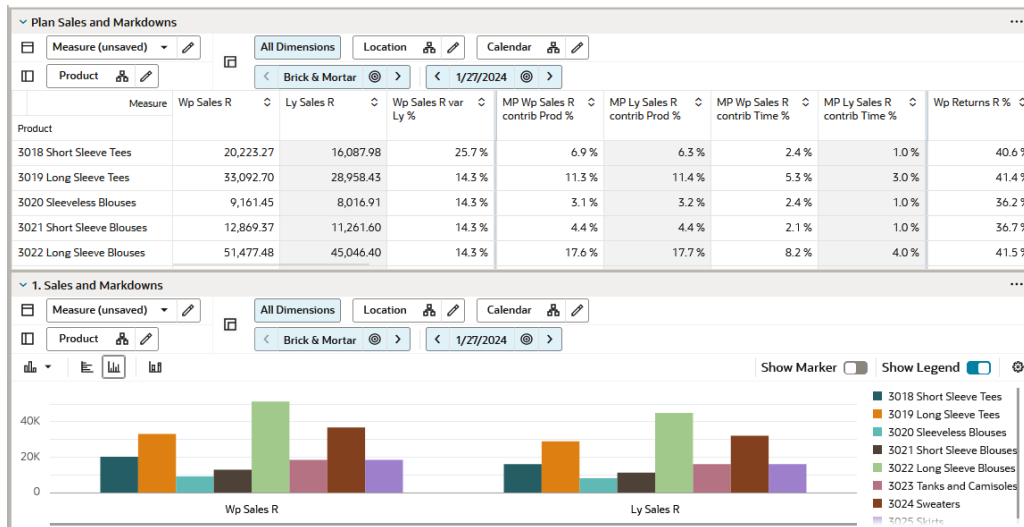 Plan Sales and Markdowns
Measure (unsaved)
All Dimensions Location Calendar
Product
Brick & Mortar 1/27/2024
Measure Wp Sales R Ly Sales R Wp Sales R var Ly % MP Wp Sales R contrib Prod % MP Ly Sales R contrib Prod % MP Wp Sales R contrib Time % MP Ly Sales R contrib Time % Wp Returns R %
Product
3018 Short Sleeve Tees 20,223.27 16,087.98 25.7 % 6.9 % 6.3 % 2.4 % 1.0 % 40.6 %
3019 Long Sleeve Tees 33,092.70 28,958.43 14.3 % 11.3 % 11.4 % 5.3 % 3.0 % 41.4 %
3020 Sleeveless Blouses 9,161.45 8,016.91 14.3 % 3.1 % 3.2 % 2.4 % 1.0 % 36.2 %
3021 Short Sleeve Blouses 12,869.37 11,261.60 14.3 % 4.4 % 4.4 % 2.1 % 1.0 % 36.7 %
3022 Long Sleeve Blouses 51,477.48 45,046.40 14.3 % 17.6 % 17.7 % 8.2 % 4.0 % 41.5 %
1. Sales and Markdowns
Measure (unsaved)
All Dimensions Location Calendar
Product
Brick & Mortar 1/27/2024
Show Marker Show Legend
40K
20K
0
Wp Sales R Ly Sales R
3018 Short Sleeve Tees
3019 Long Sleeve Tees
3020 Sleeveless Blouses
3021 Short Sleeve Blouses
3022 Long Sleeve Blouses
3023 Tanks and Camisoles
3024 Sweaters
3025 Skirts